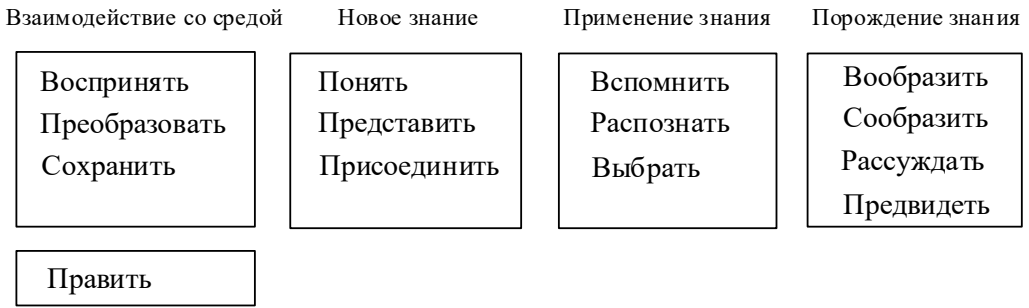 Взаимодействие со средой
Воспринять
Преобразовать
Сохранить
Править
Новое знание
Понять
Представить
Присоединить
Применение знания
Вспомнить
Распознать
Выбрать
Порождение знания
Вообразить
Сообразить
Рассуждать
Предвидеть